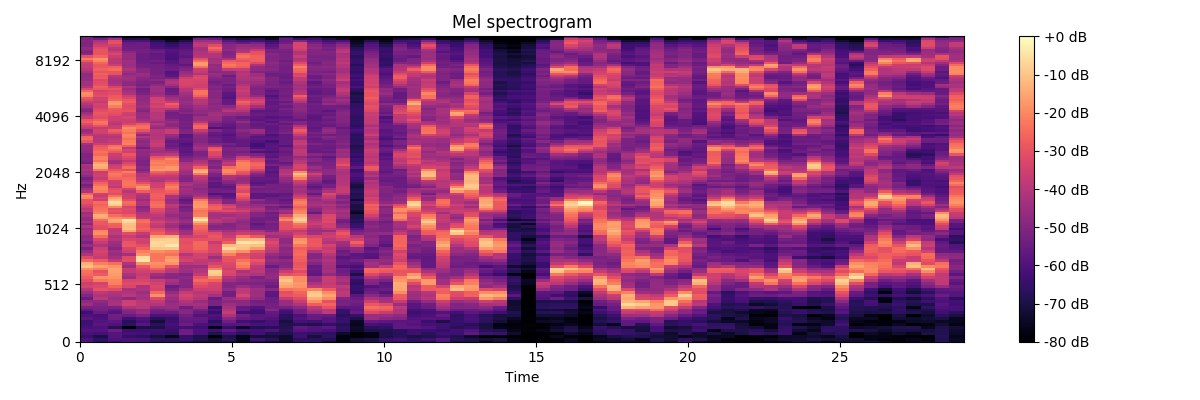 Mel spectrogram
+0 dB
8192
-10 dB
4096
-20 dB
-30 dB
2048
-40 dB
Hz
1024
-50 dB
-60 dB
512
-70 dB
0
-80 dB
0 5 10 15 20 25
Time